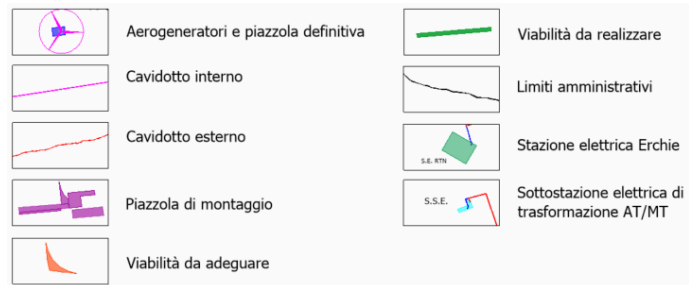 Aerogeneratori e piazzola definitiva
Cavidotto interno
Cavidotto esterno
Piazzola di montaggio
Viabilità da adeguare
Viabilità da realizzare
Limiti amministrativi
S.E. RTN
Stazione elettrica Erchie
S.S.E.
Sottostazione elettrica di
trasformazione AT/MT